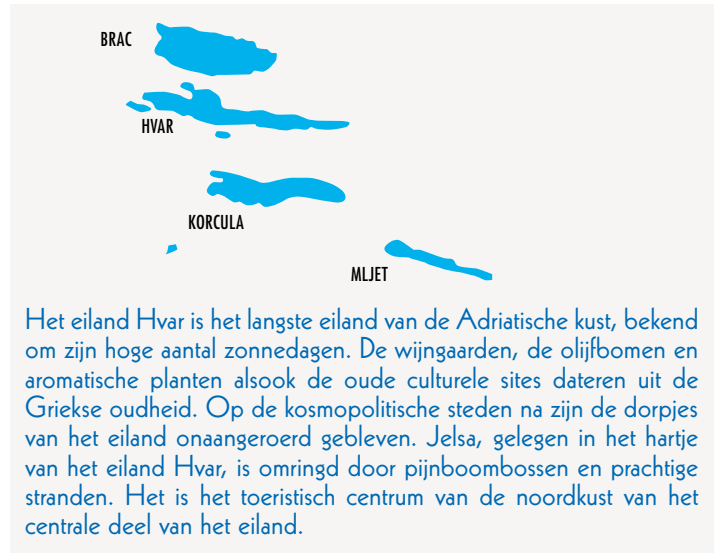 BRAC
HVAR
KORCULA
MLJET
Het eiland Hvar is het langste eiland van de Adriatische kust, bekend
om zijn hoge aantal zonnedagen. De wijngaarden, de olijfbomen en
aromatische planten alsook de oude culturele sites dateren uit de
Griekse oudheid. Op de kosmopolitische steden na zijn de dorpjes
van het eiland onaangeroerd gebleven. Jelsa, gelegen in het hartje
van het eiland Hvar, is omringd door pijnboombossen en prachtige
stranden. Het is het toeristisch centrum van de noordkust van het
centrale deel van het eiland.